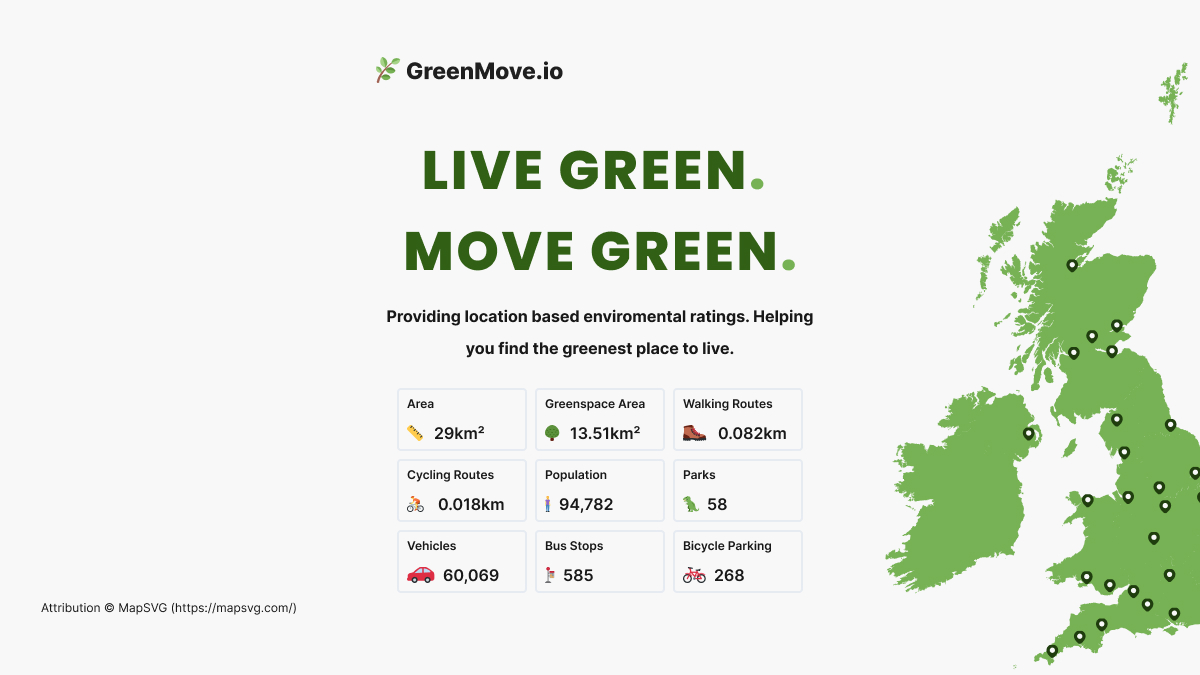 GreenMove.io
LIVE GREEN.
MOVE GREEN.
Providing location based enviromental ratings. Helping
you find the greenest place to live.
Area
29km²
Greenspace Area
13.51km²
Walking Routes
0.082km
Cycling Routes
0.018km
Population
94,782
Parks
58
Vehicles
60,069
Bus Stops
585
Bicycle Parking
268
Attribution © MapSVG (https://mapsvg.com/)